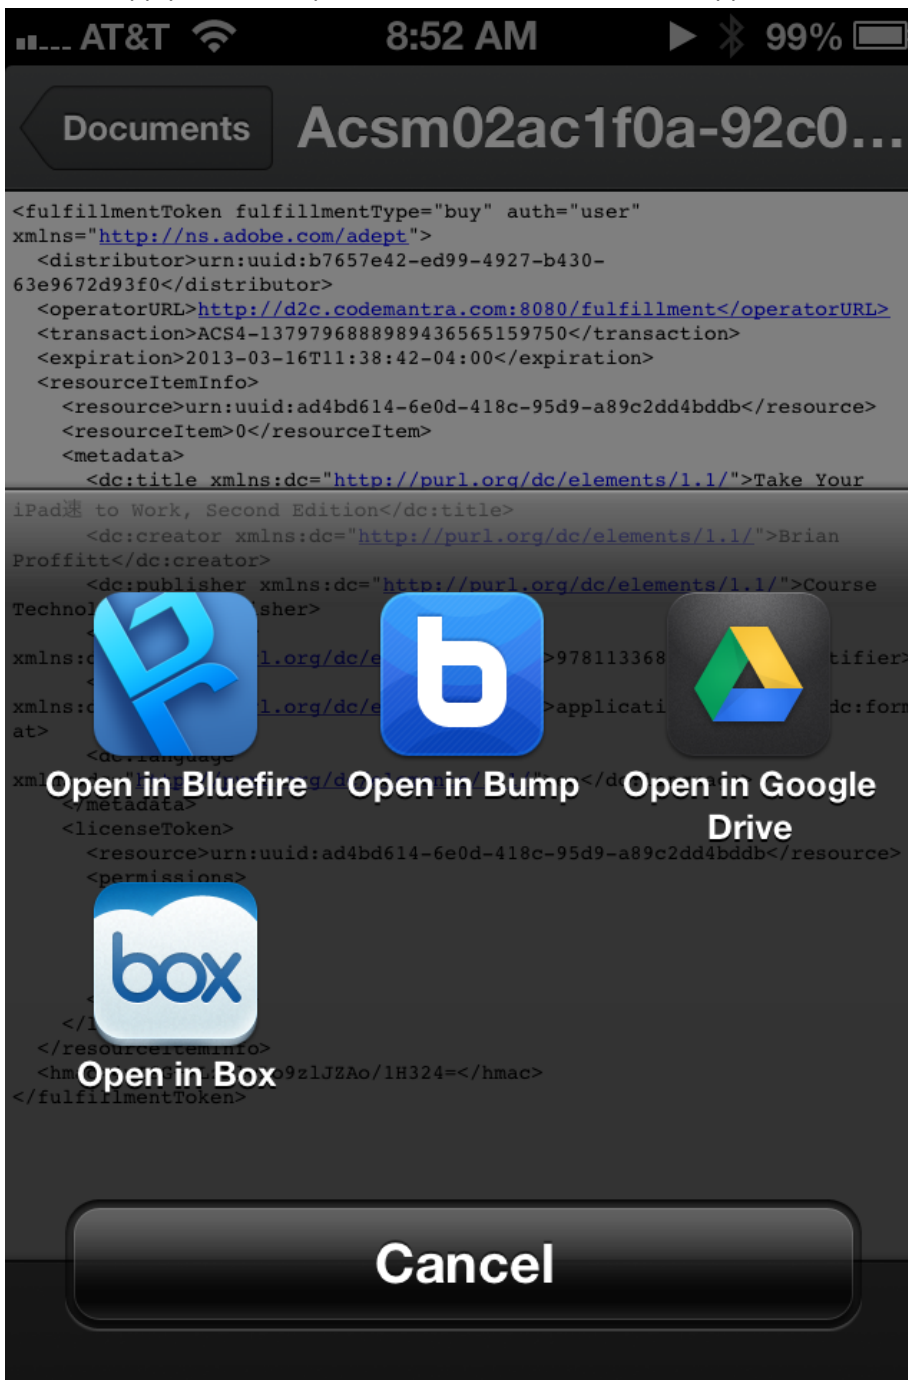 AT&T 8:52 AM 99%
Documents Acsm02ac1f0a-92c0...
<fulfillmentToken fulfillmentType="buy" auth="user"
xmlns="http://ns.adobe.com/adept">
<distributor>urn:uuid:b7657e42-ed99-4927-b430-
63e9672d93f0</distributor>
<operatorURL>http://d2c.codemantra.com:8080/fulfillment</operatorURL>
<transaction>ACS4-1379796888989436565159750</transaction>
<expiration>2013-03-16T11:38:42-04:00</expiration>
<resourceItemInfo>
<resource>urn:uuid:ad4bd614-6e0d-418c-95d9-a89c2dd4bddb</resource>
<resourceItem>0</resourceItem>
<metadata>
<dc:title xmlns:dc="http://purl.org/dc/elements/1.1/">Take Your
iPad速 to Work, Second Edition</dc:title>
<dc:creator xmlns:dc="http://purl.org/dc/elements/1.1/">Brian
Proffitt</dc:creator>
<dc:publisher xmlns:dc="http://purl.org/dc/elements/1.1/">Course
Technol sher>
xmlns:d l.org/dc/e >978113368 tifier>
xmlns:d l.org/dc/e >applicati dc:form
at>
<dc:language
Open in Bluefire Open in Bump Open in Google
Drive
</metadata>
<licenseToken>
<resource>urn:uuid:ad4bd614-6e0d-418c-95d9-a89c2dd4bddb</resource>
<permissions>
box
</resourceItemInfo>
Open in Box
o9zlJZAo/1H324=</hmac>
</fulfillmentToken>
Cancel